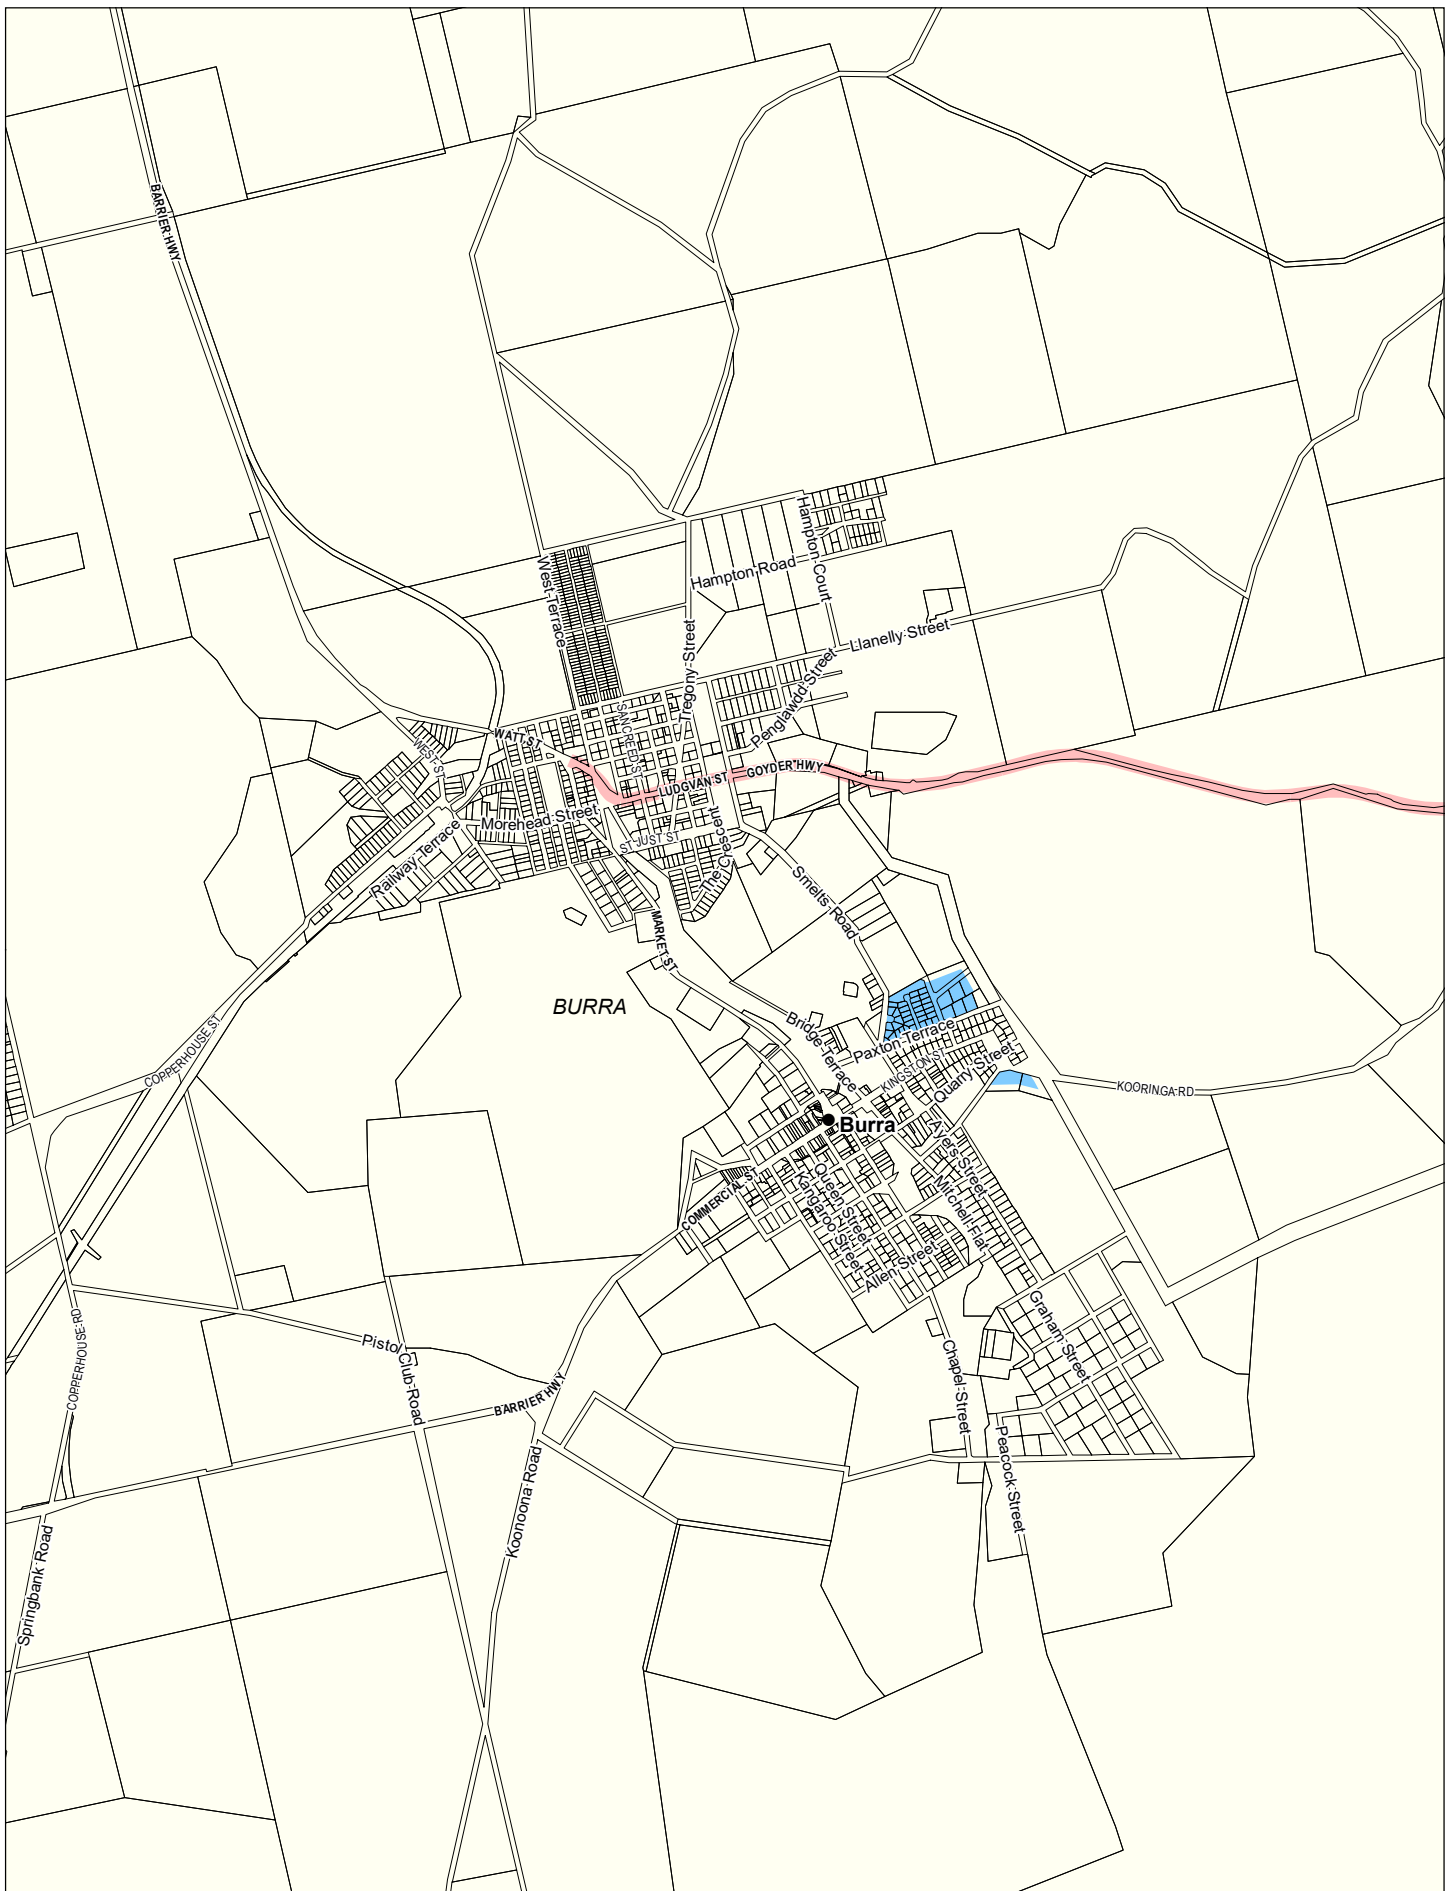 BARRIER HWY
Hampton Court
Hampton Road
West Terrace
Tregony Street
Llanelly Street
Penglawdd Street
SANCREED ST
WATT ST
WEST ST
GOYDER HWY
LUDGVAN ST
Morehead Street
ST JUST ST
The Crescent
Railway Terrace
Smelts Road
MARKET ST
BURRA
Bridge Terrace
Paxton Terrace
KINGSTON ST
Quarry Street
COPPERHOUSE ST
KOORINGA RD
Burra
Ayers Street
Mitchell Flat
Queen Street
Kangaroo Street
COMMERCIAL ST
Allen Street
Graham Street
COPPERHOUSE RD
Pistol Club Road
Chapel Street
BARRIER HWY
Peacock Street
Koonoona Road
Springbank Road